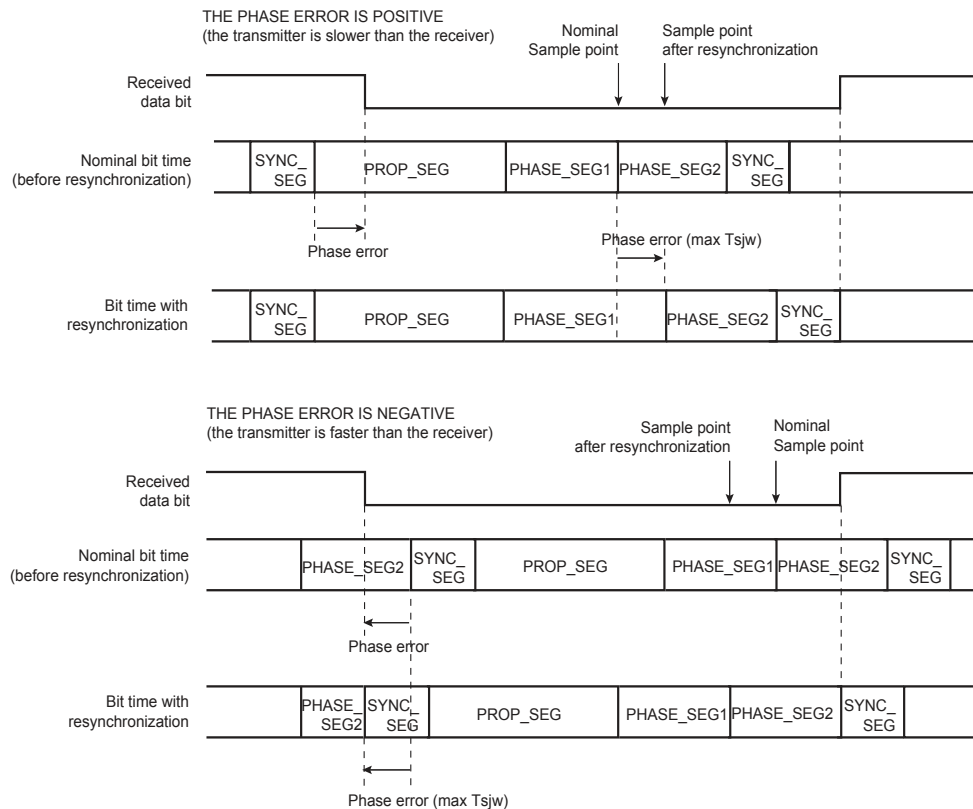 THE PHASE ERROR IS POSITIVE
(the transmitter is slower than the receiver)
Nominal
Sample point
Sample point
after resynchronization
Received
data bit
Nominal bit time
(before resynchronization)
SYNC_
SEG
PROP_SEG
PHASE_SEG1
PHASE_SEG2
SYNC_
SEG
Phase error
Phase error (max Tsjw)
Bit time with
resynchronization
SYNC_
SEG
PROP_SEG
PHASE_SEG1
PHASE_SEG2
SYNC_
SEG
THE PHASE ERROR IS NEGATIVE
(the transmitter is faster than the receiver)
Sample point
after resynchronization
Nominal
Sample point
Received
data bit
Nominal bit time
(before resynchronization)
PHASE_SEG2
SYNC_
SEG
PROP_SEG
PHASE_SEG1
PHASE_SEG2
SYNC_
SEG
Phase error
Bit time with
resynchronization
PHASE_
SEG2
SYNC_
SEG
PROP_SEG
PHASE_SEG1
PHASE_SEG2
SYNC_
SEG
Phase error (max Tsjw)